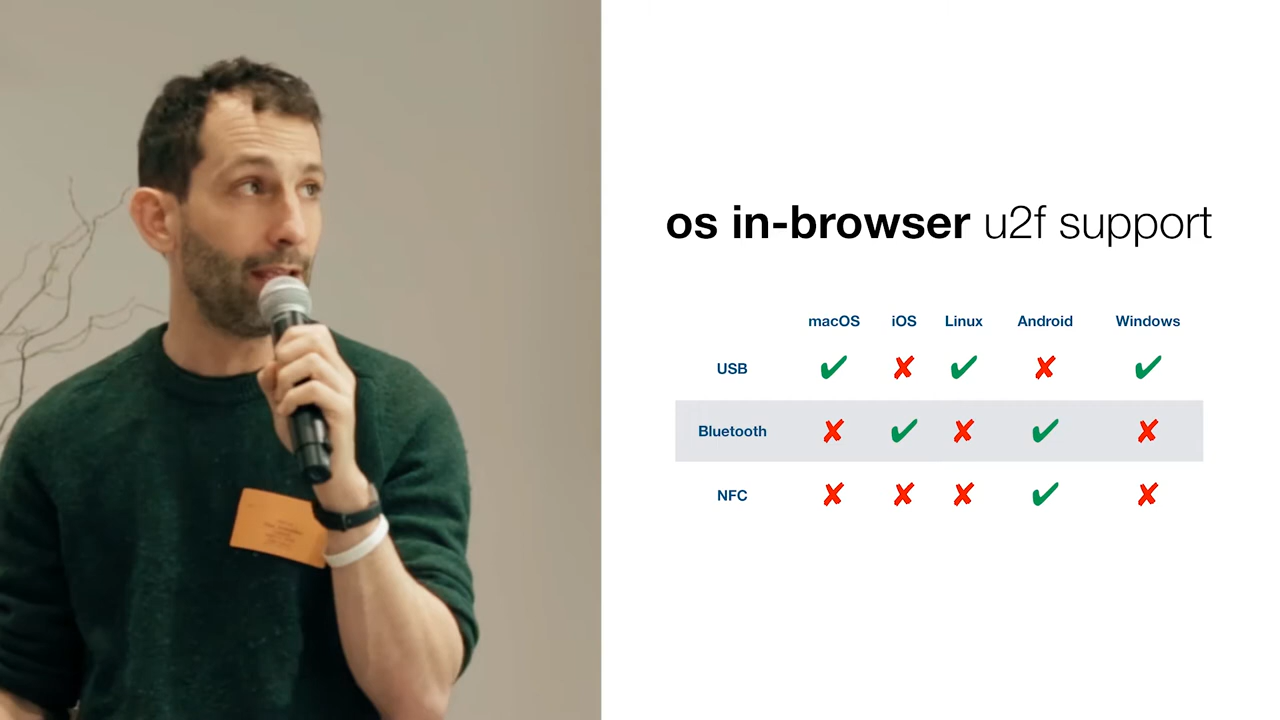 os in-browser u2f support
macOS iOS Linux Android Windows
USB ✔ ✘ ✔ ✘ ✔
Bluetooth ✘ ✔ ✘ ✔ ✘
NFC ✘ ✘ ✘ ✔ ✘